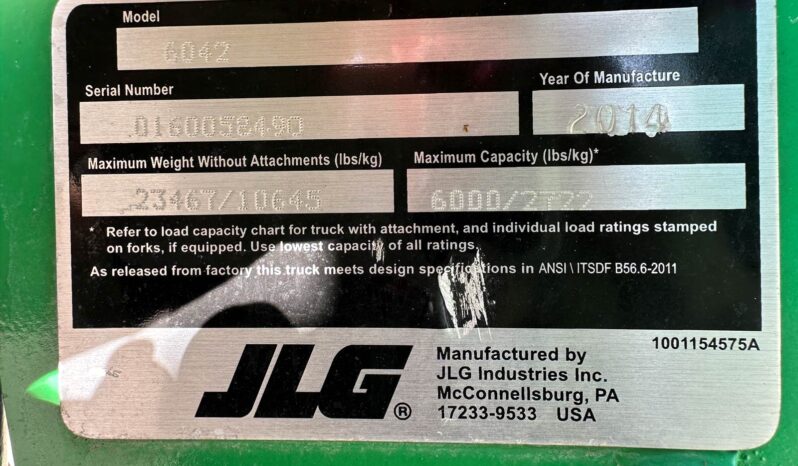 Model
6042
Serial Number
0160058490
Year Of Manufacture
2014
Maximum Weight Without Attachments (lbs/kg)
23467/10645
Maximum Capacity (lbs/kg)*
6000/2722
* Refer to load capacity chart for truck with attachment, and individual load ratings stamped
on forks, if equipped. Use lowest capacity of all ratings.
As released from factory this truck meets design specifications in ANSI \ ITSDF B56.6-2011
1001154575A
JLG®
Manufactured by
JLG Industries Inc.
McConnellsburg, PA
17233-9533 USA